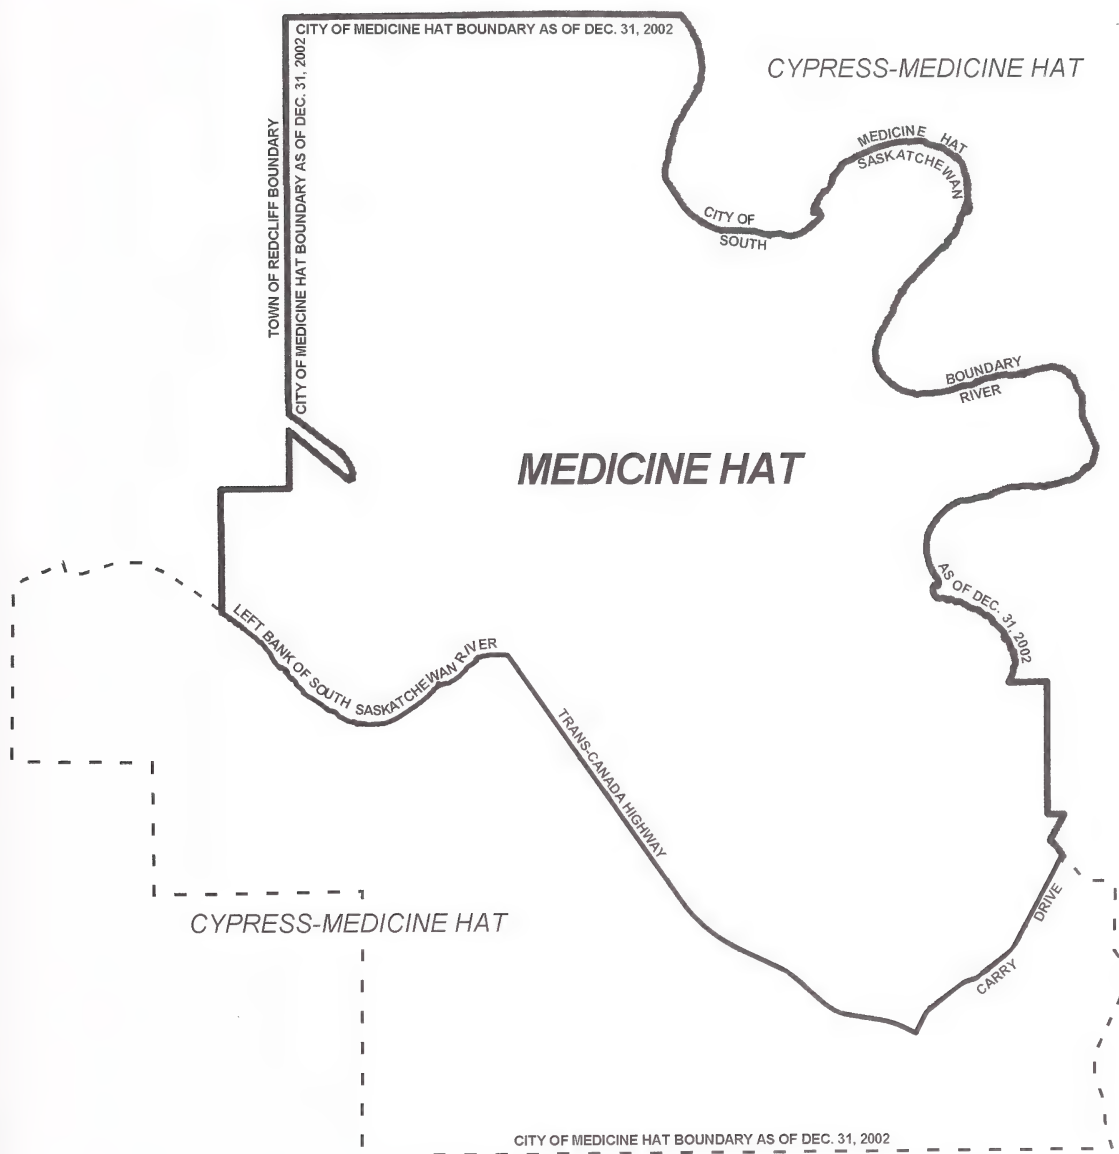 CITY OF MEDICINE HAT BOUNDARY AS OF DEC. 31, 2002
CYPRESS-MEDICINE HAT
TOWN OF REDCLIFF BOUNDARY
CITY OF MEDICINE HAT BOUNDARY AS OF DEC. 31, 2002
CITY OF MEDICINE HAT BOUNDARY AS OF DEC. 31, 2002
SOUTH SASKATCHEWAN RIVER
MEDICINE HAT
LEFT BANK OF SOUTH SASKATCHEWAN RIVER
TRANS-CANADA HIGHWAY
CARRY DRIVE
CYPRESS-MEDICINE HAT
CITY OF MEDICINE HAT BOUNDARY AS OF DEC. 31, 2002